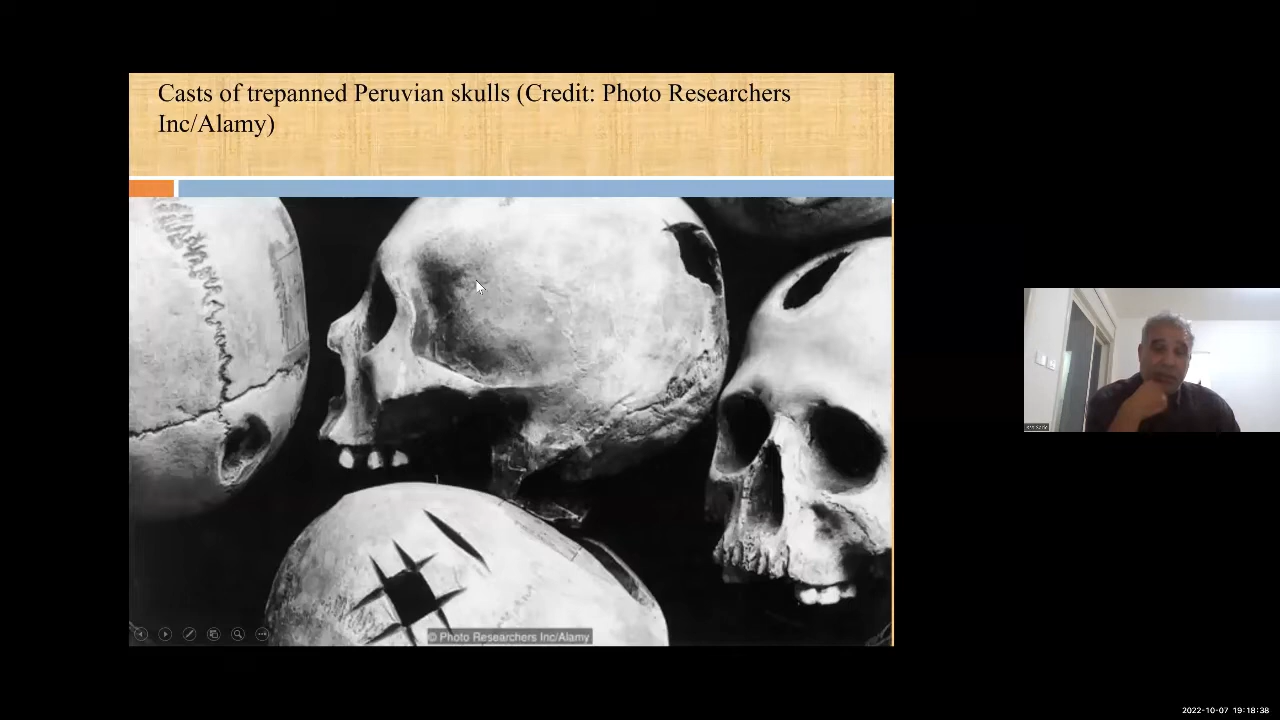 Casts of trepanned Peruvian skulls (Credit: Photo Researchers
Inc/Alamy)
© Photo Researchers Inc/Alamy
2022-10-07 19:18:38